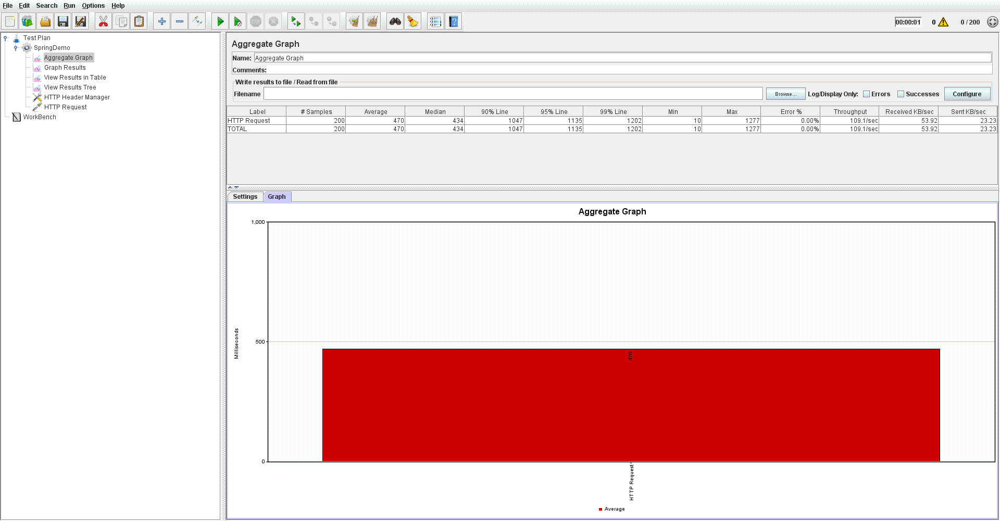 File Edit Search Run Options Help
00:00:01 0 0 / 200
Test Plan
SpringDemo
Aggregate Graph
Graph Results
View Results in Table
View Results Tree
HTTP Header Manager
HTTP Request
WorkBench
Aggregate Graph
Name: Aggregate Graph
Comments:
Write results to file / Read from file
Filename Browse... Log/Display Only: Errors Successes Configure
Label # Samples Average Median 90% Line 95% Line 99% Line Min Max Error % Throughput Received KB/sec Sent KB/sec
HTTP Request 200 470 434 1047 1135 1202 10 1277 0.00% 109.1/sec 53.92 23.23
TOTAL 200 470 434 1047 1135 1202 10 1277 0.00% 109.1/sec 53.92 23.23
Settings Graph
Aggregate Graph
1,000
500
0
Milliseconds
470
HTTP Request
Average